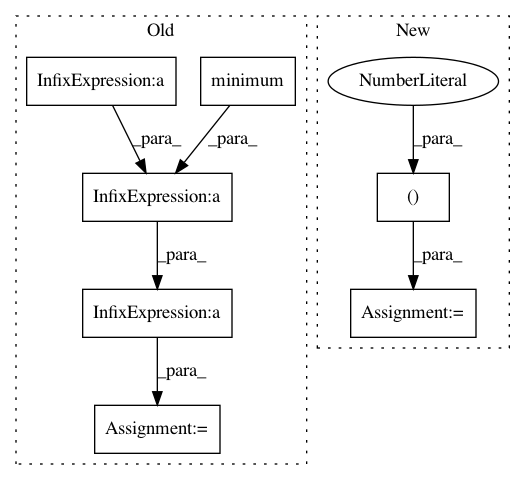 Old
New
InfixExpression:a
minimum
NumberLiteral
_para_
_para_
_para_
InfixExpression:a
()
_para_
_para_
InfixExpression:a
Assignment:=
_para_
Assignment:=